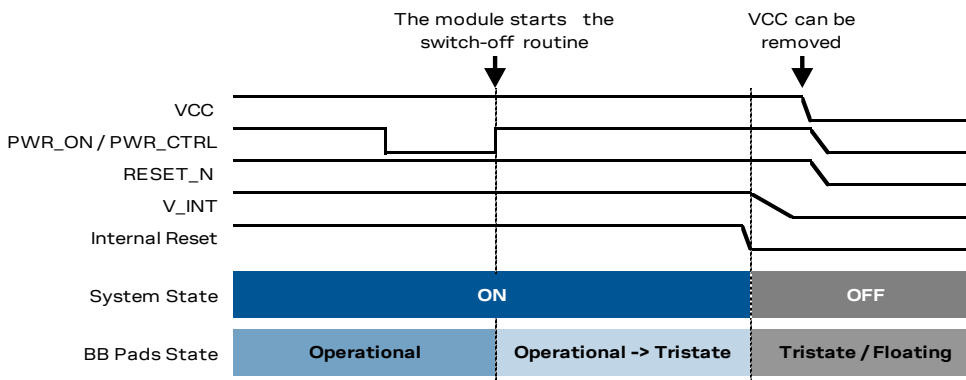 The module starts the
switch-off routine
VCC can be
removed
VCC
PWR_ON / PWR_CTRL
RESET_N
V_INT
Internal Reset
System State
ON
OFF
BB Pads State
Operational
Operational -> Tristate
Tristate / Floating